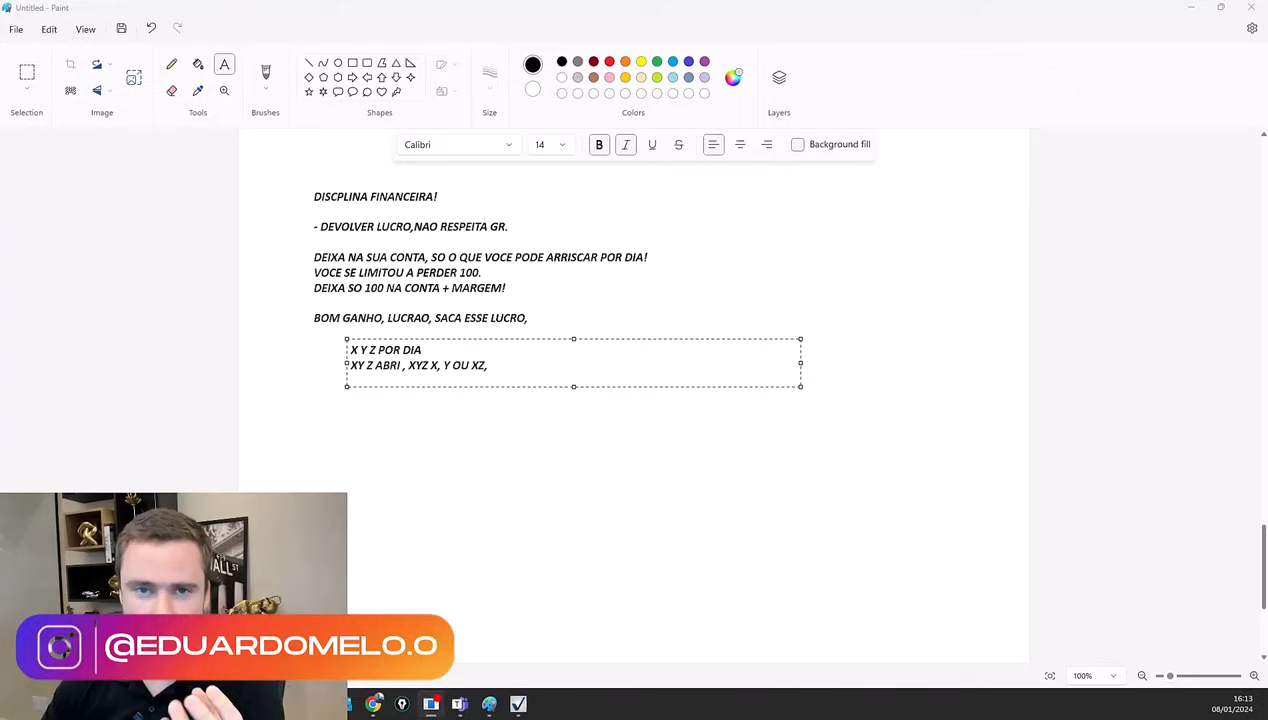 Untitled - Paint
File Edit View
Selection
Image
Tools
Brushes
Shapes
Size
Colors
Layers
Calibri 14 B I U S Background fill
DISCPLINA FINANCEIRA!
- DEVOLVER LUCRO,NAO RESPEITA GR.
DEIXA NA SUA CONTA, SO O QUE VOCE PODE ARRISCAR POR DIA!
VOCE SE LIMITOU A PERDER 100.
DEIXA SO 100 NA CONTA + MARGEM!
BOM GANHO, LUCRAO, SACA ESSE LUCRO,
X Y Z POR DIA
XY Z ABRI , XYZ X, Y OU XZ,
WALL ST
@EDUARDOMELO.O
100%
16:13
08/01/2024